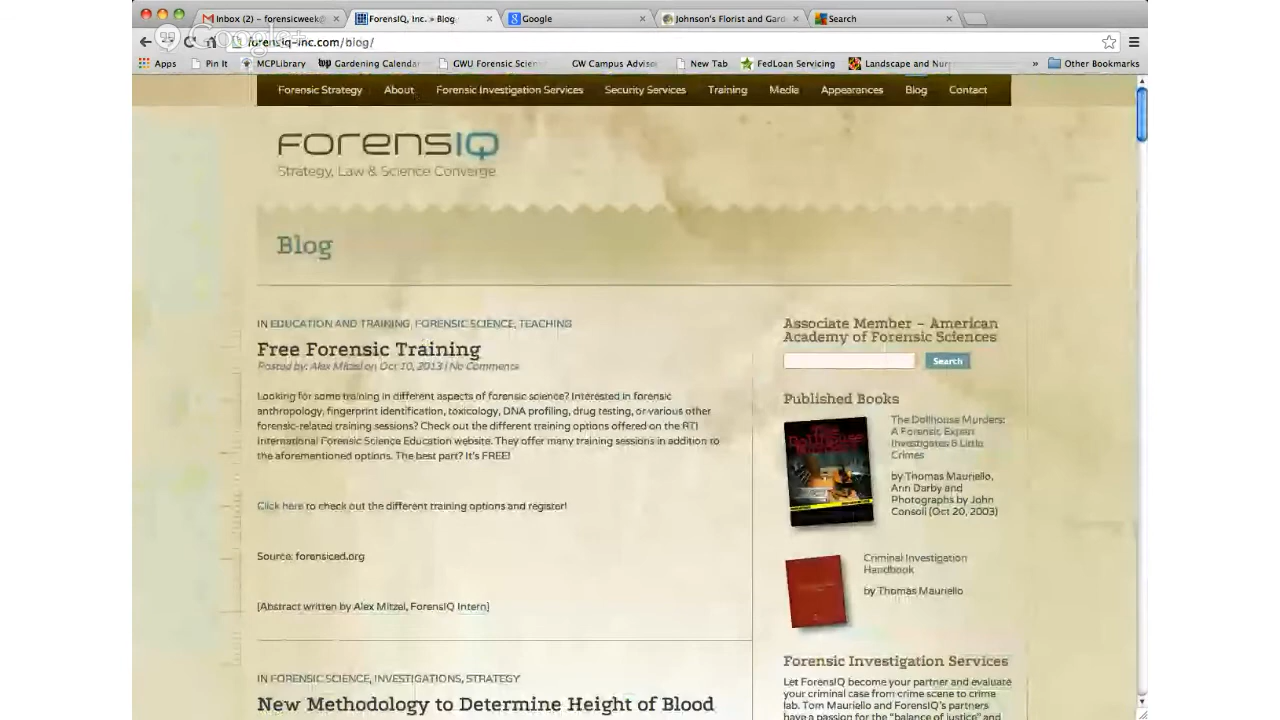 Inbox (2) – forensicweek@
ForensIQ, Inc. » Blog
Google
Johnson's Florist and Gard
Search
Google+
forensiq-inc.com/blog/
Apps
Pin It
MCPLibrary
Gardening Calendar
GWU Forensic Scien
GW Campus Adviso
New Tab
FedLoan Servicing
Landscape and Nur
»
Other Bookmarks
Forensic Strategy
About
Forensic Investigation Services
Security Services
Training
Media
Appearances
Blog
Contact
ForensIQ
Strategy, Law & Science Converge
Blog
IN EDUCATION AND TRAINING, FORENSIC SCIENCE, TEACHING
Free Forensic Training
Posted by: Alex Mitzel on Oct 10, 2013 | No Comments
Looking for some training in different aspects of forensic science? Interested in forensic
anthropology, fingerprint identification, toxicology, DNA profiling, drug testing, or various other
forensic-related training sessions? Check out the different training options offered on the RTI
International Forensic Science Education website. They offer many training sessions in addition to
the aforementioned options. The best part? It's FREE!
Click here to check out the different training options and register!
Source: forensiced.org
[Abstract written by Alex Mitzel, ForensIQ Intern]
IN FORENSIC SCIENCE, INVESTIGATIONS, STRATEGY
New Methodology to Determine Height of Blood
Associate Member – American
Academy of Forensic Sciences
Search
Published Books
The Dollhouse Murders:
A Forensic Expert
Investigates 6 Little
Crimes
by Thomas Mauriello,
Ann Darby and
Photographs by John
Consoli (Oct 20, 2003)
Criminal Investigation
Handbook
by Thomas Mauriello
Forensic Investigation Services
Let ForensIQ become your partner and evaluate
your criminal case from crime scene to crime
lab. Tom Mauriello and ForensIQ's partners
have a passion for the "balance of justice" and